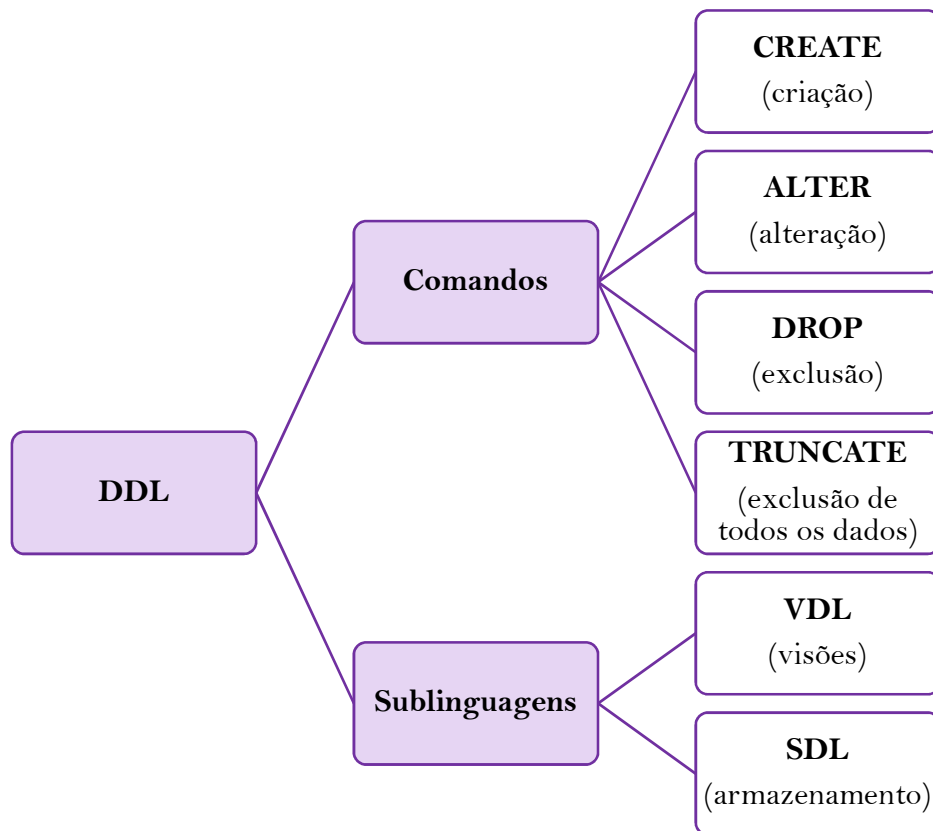 DDL
Comandos
CREATE
(criação)
ALTER
(alteração)
DROP
(exclusão)
TRUNCATE
(exclusão de
todos os dados)
Sublinguagens
VDL
(visões)
SDL
(armazenamento)